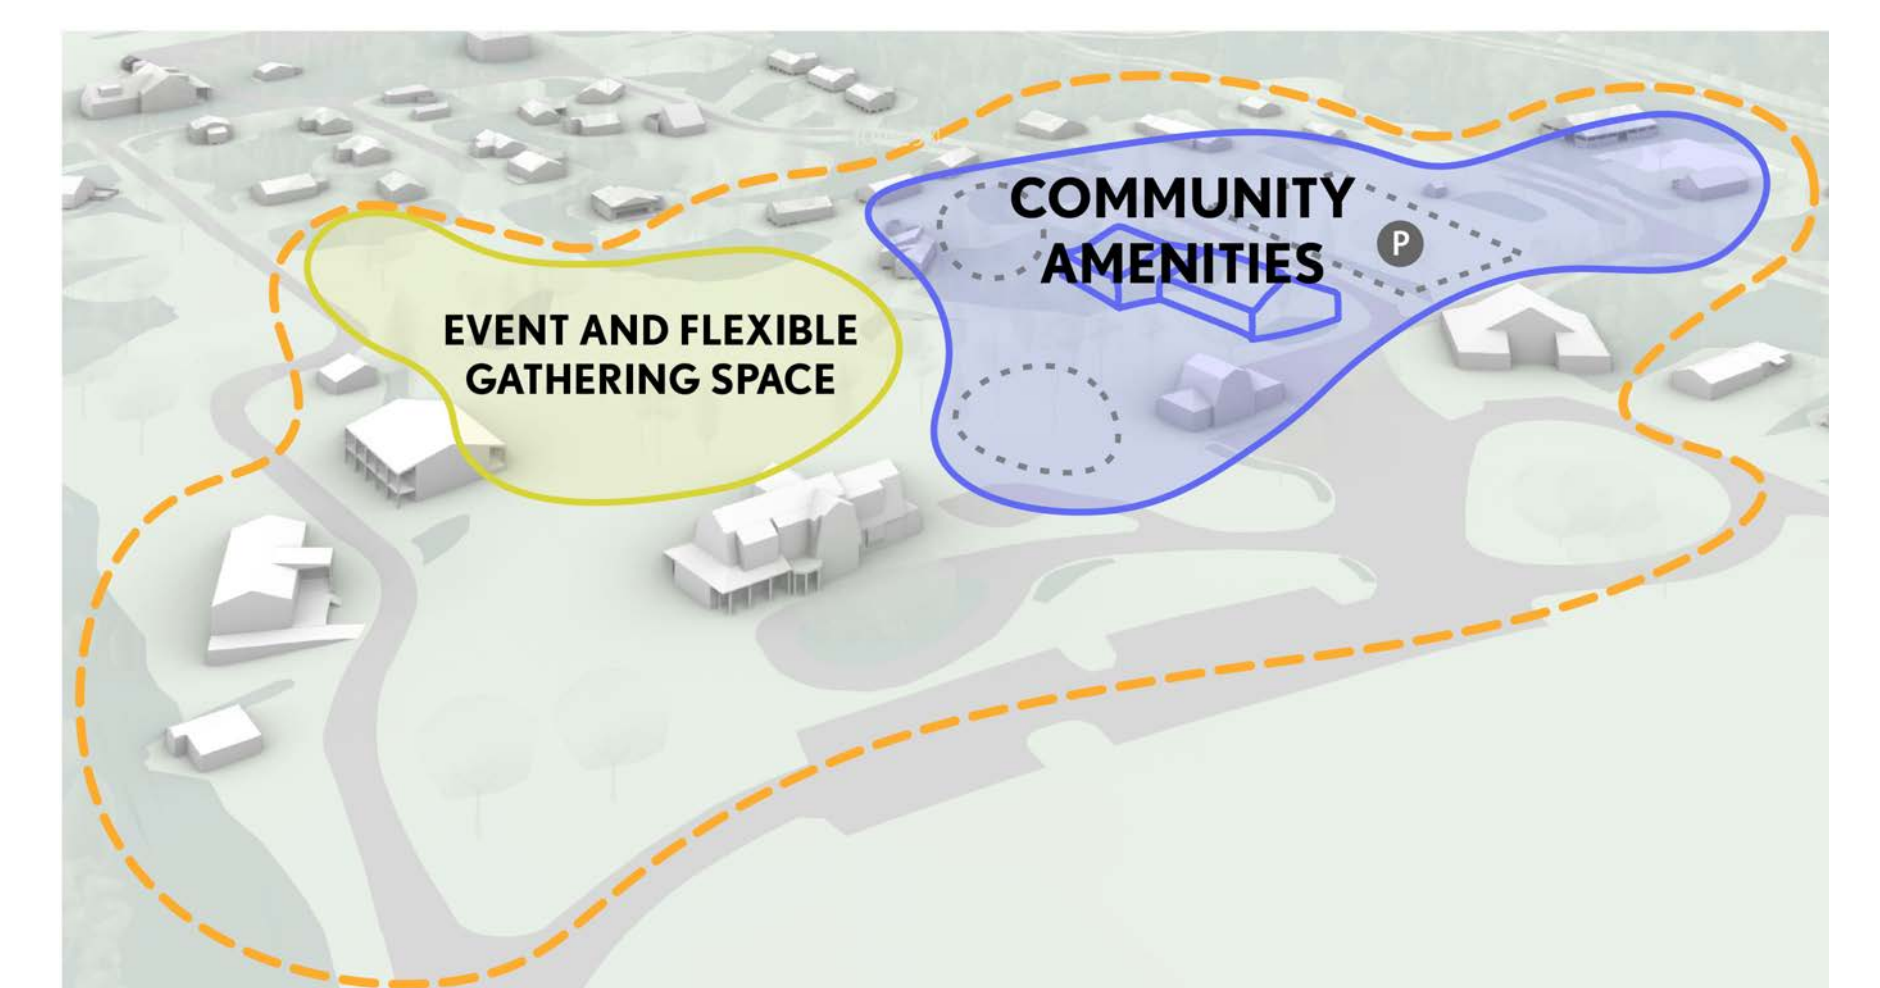 COMMUNITY
AMENITIES
P
EVENT AND FLEXIBLE
GATHERING SPACE